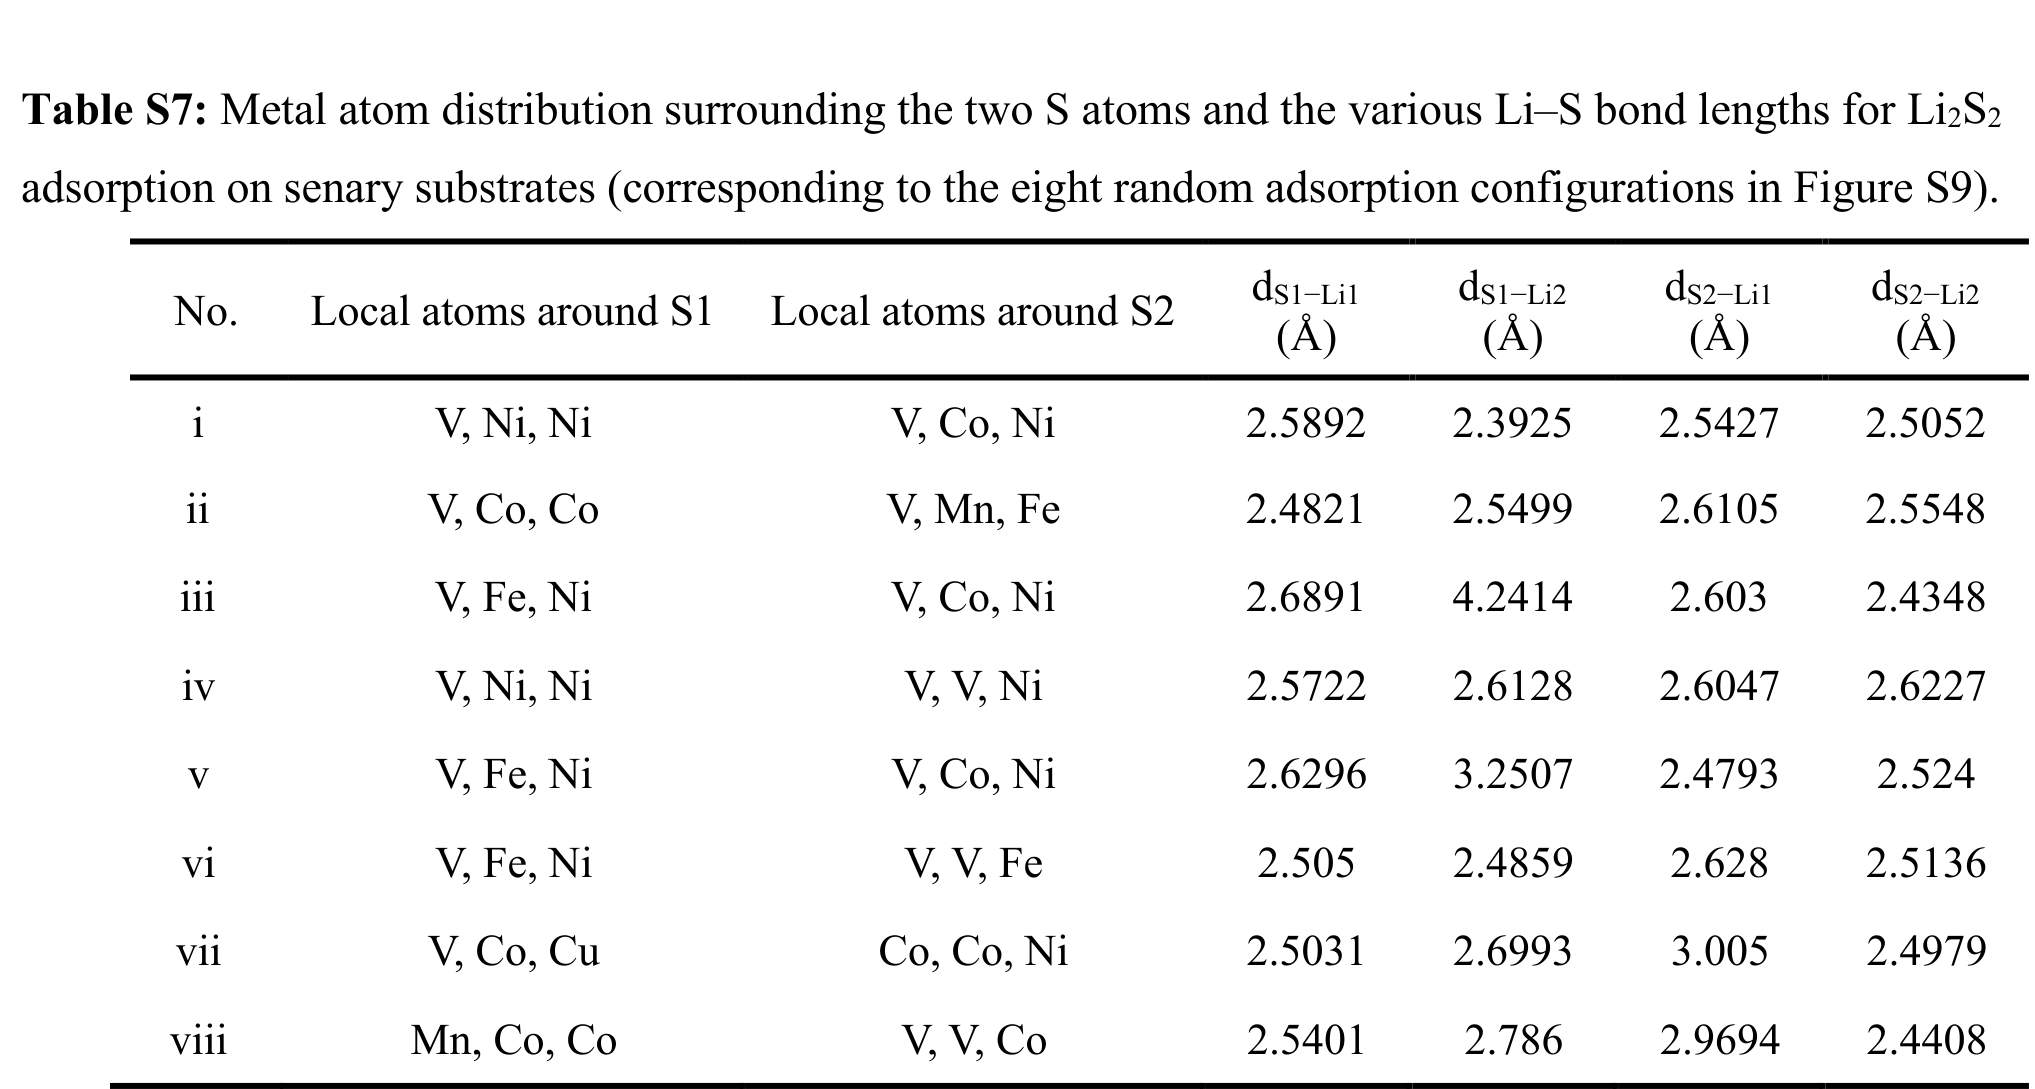 Table S7: Metal atom distribution surrounding the two S atoms and the various Li–S bond lengths for Li₂S₂
adsorption on senary substrates (corresponding to the eight random adsorption configurations in Figure S9).
No. Local atoms around S1 Local atoms around S2 dS1–Li1 (Å) dS1–Li2 (Å) dS2–Li1 (Å) dS2–Li2 (Å)
i V, Ni, Ni V, Co, Ni 2.5892 2.3925 2.5427 2.5052
ii V, Co, Co V, Mn, Fe 2.4821 2.5499 2.6105 2.5548
iii V, Fe, Ni V, Co, Ni 2.6891 4.2414 2.603 2.4348
iv V, Ni, Ni V, V, Ni 2.5722 2.6128 2.6047 2.6227
v V, Fe, Ni V, Co, Ni 2.6296 3.2507 2.4793 2.524
vi V, Fe, Ni V, V, Fe 2.505 2.4859 2.628 2.5136
vii V, Co, Cu Co, Co, Ni 2.5031 2.6993 3.005 2.4979
viii Mn, Co, Co V, V, Co 2.5401 2.786 2.9694 2.4408